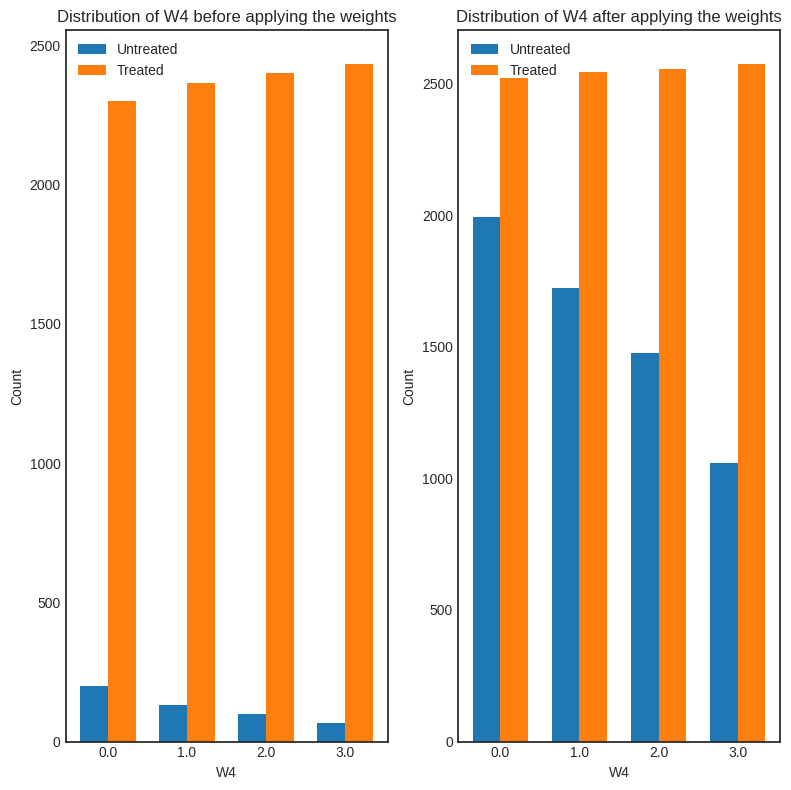 Distribution of W4 before applying the weights
Untreated
Treated
2500
2000
1500
1000
500
0
Count
0.0 1.0 2.0 3.0
W4
Distribution of W4 after applying the weights
Untreated
Treated
2500
2000
1500
1000
500
0
Count
0.0 1.0 2.0 3.0
W4